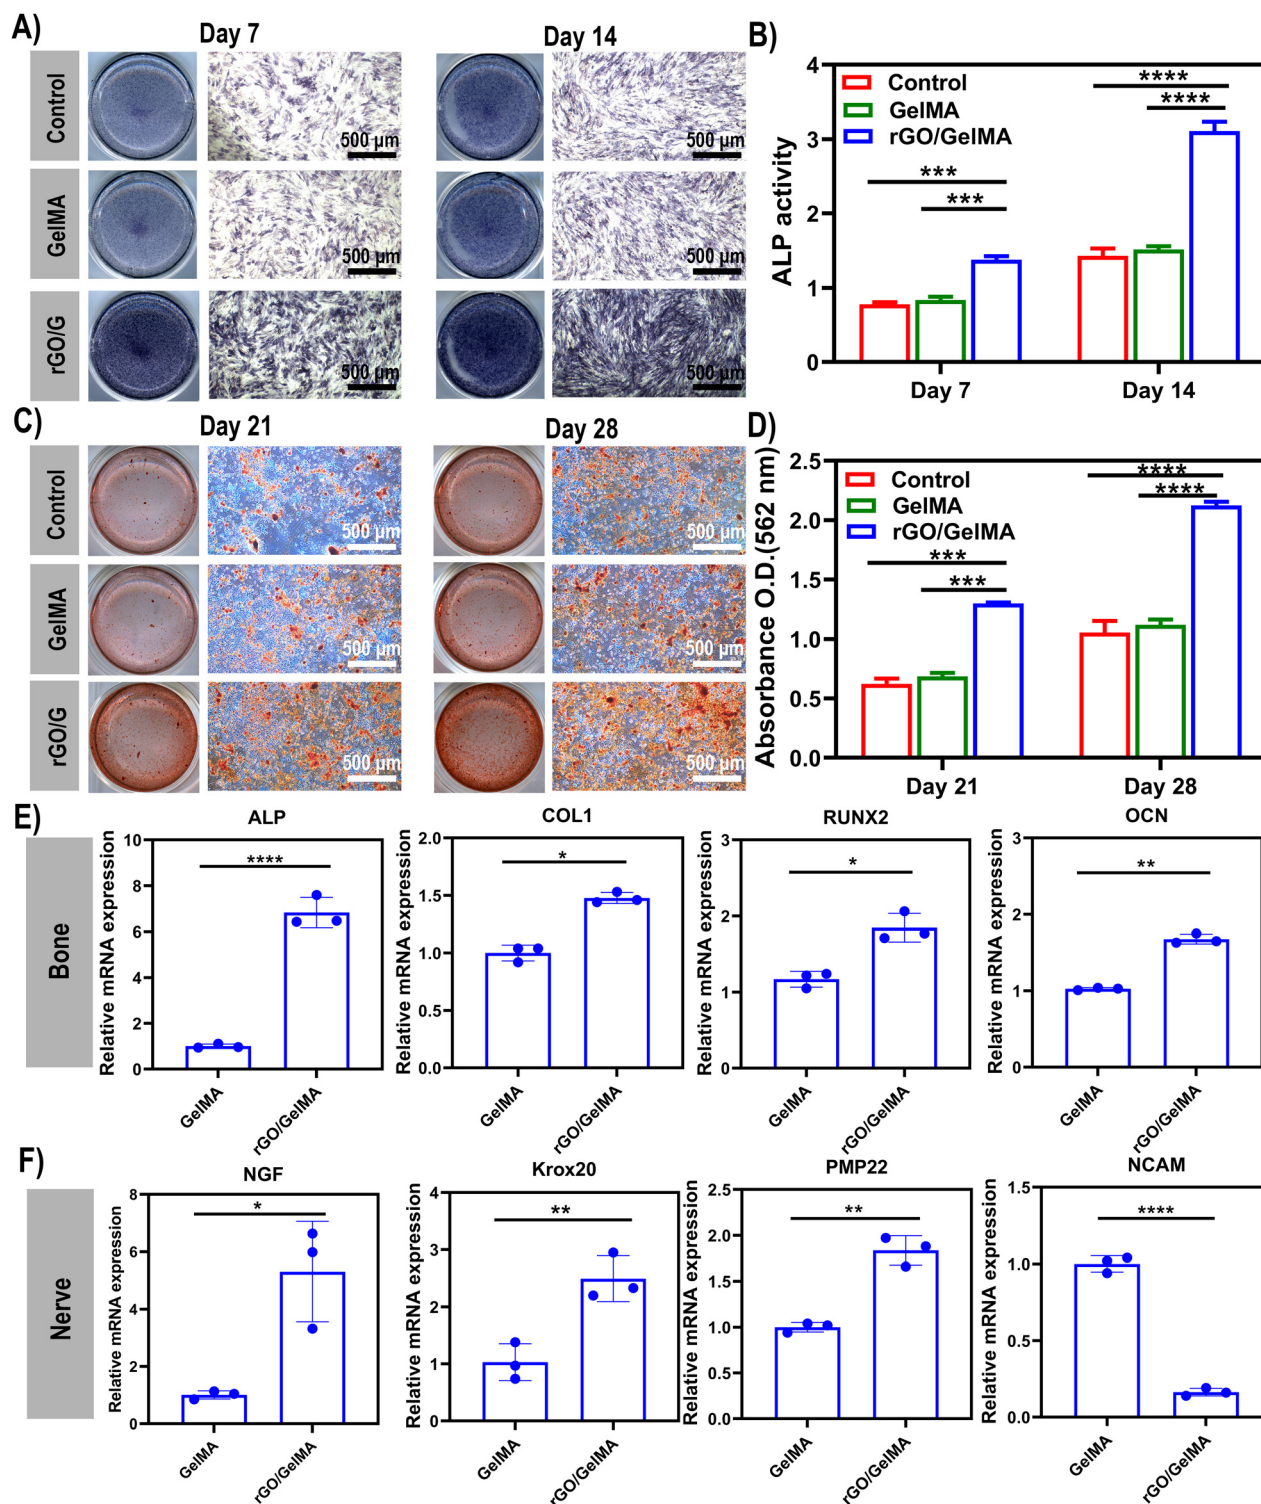 A)
Day 7
Day 14
Control
500 µm
500 µm
GelMA
500 µm
500 µm
rGO/G
500 µm
500 µm
B)
ALP activity
4
3
2
1
0
Control
GelMA
rGO/GelMA
***
***
****
****
Day 7
Day 14
C)
Day 21
Day 28
Control
500 µm
500 µm
GelMA
500 µm
500 µm
rGO/G
500 µm
500 µm
D)
Absorbance O.D.(562 nm)
2.5
2.0
1.5
1.0
0.5
0.0
Control
GelMA
rGO/GelMA
***
***
****
****
Day 21
Day 28
E)
Bone
ALP
Relative mRNA expression
10
8
6
4
2
0
****
GelMA
rGO/GelMA
COL1
Relative mRNA expression
2.0
1.5
1.0
0.5
0.0
*
GelMA
rGO/GelMA
RUNX2
Relative mRNA expression
3
2
1
0
*
GelMA
rGO/GelMA
OCN
Relative mRNA expression
3
2
1
0
**
GelMA
rGO/GelMA
F)
Nerve
NGF
Relative mRNA expression
8
6
4
2
0
*
GelMA
rGO/GelMA
Krox20
Relative mRNA expression
4
3
2
1
0
**
GelMA
rGO/GelMA
PMP22
Relative mRNA expression
2.5
2.0
1.5
1.0
0.5
0.0
**
GelMA
rGO/GelMA
NCAM
Relative mRNA expression
1.5
1.0
0.5
0.0
****
GelMA
rGO/GelMA